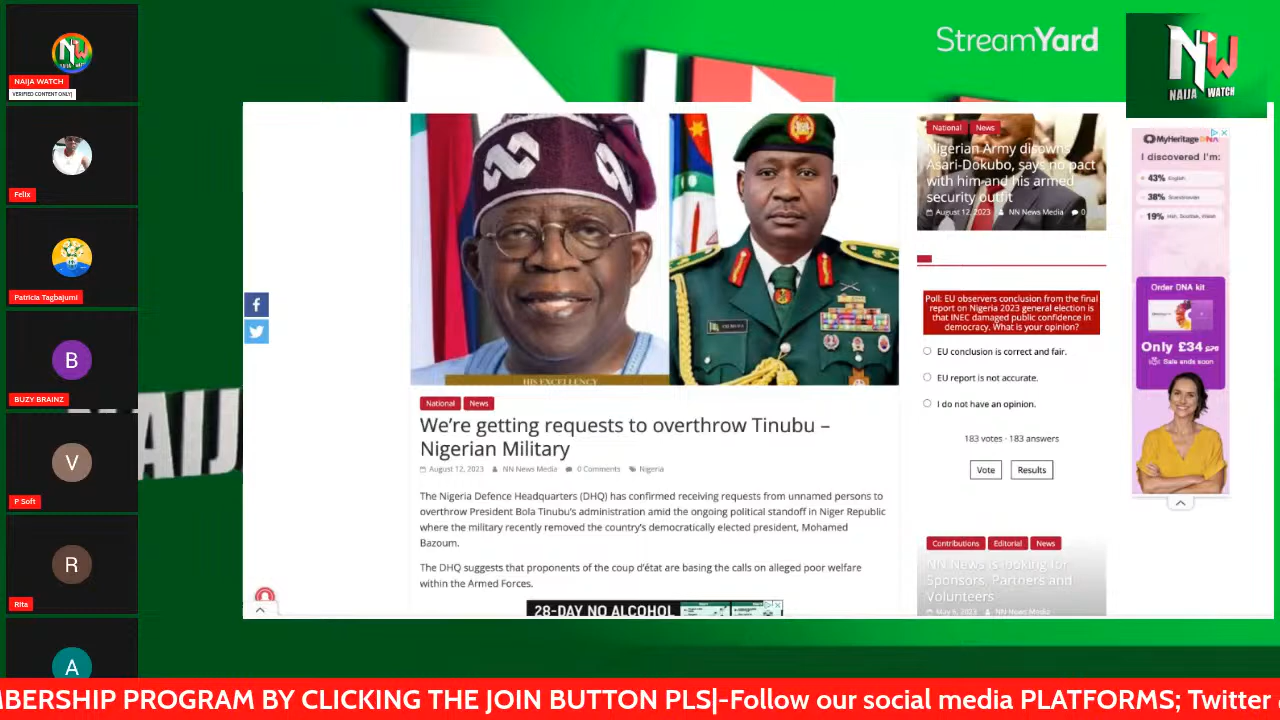 StreamYard
NW
NAIJA WATCH
NAIJA WATCH
VERIFIED CONTENT ONLY|
Felix
Patricia Tagbajumi
B
BUZY BRAINZ
V
P Soft
R
Rita
A
HIS EXCELLENCY
National News
We're getting requests to overthrow Tinubu –
Nigerian Military
August 12, 2023 NN News Media 0 Comments Nigeria
The Nigeria Defence Headquarters (DHQ) has confirmed receiving requests from unnamed persons to
overthrow President Bola Tinubu's administration amid the ongoing political standoff in Niger Republic
where the military recently removed the country's democratically elected president, Mohamed
Bazoum.
The DHQ suggests that proponents of the coup d'état are basing the calls on alleged poor welfare
within the Armed Forces.
28-DAY NO ALCOHOL
National News
Nigerian Army disowns
Asari-Dokubo, says no pact
with him and his armed
security outfit
August 12, 2023 NN News Media 0
Poll: EU observers conclusion from the final
report on Nigeria 2023 general election is
that INEC damaged public confidence in
democracy. What is your opinion?
EU conclusion is correct and fair.
EU report is not accurate.
I do not have an opinion.
183 votes · 183 answers
Vote Results
Contributions Editorial News
NN News is looking for
Sponsors, Partners and
Volunteers
May 6, 2023 NN News Media
MyHeritage DNA
I discovered I'm:
43% English
38% Scandinavian
19% Irish, Scottish, Welsh
Order DNA kit
Only £34 £79
Sale ends soon
MBERSHIP PROGRAM BY CLICKING THE JOIN BUTTON PLS|-Follow our social media PLATFORMS; Twitter